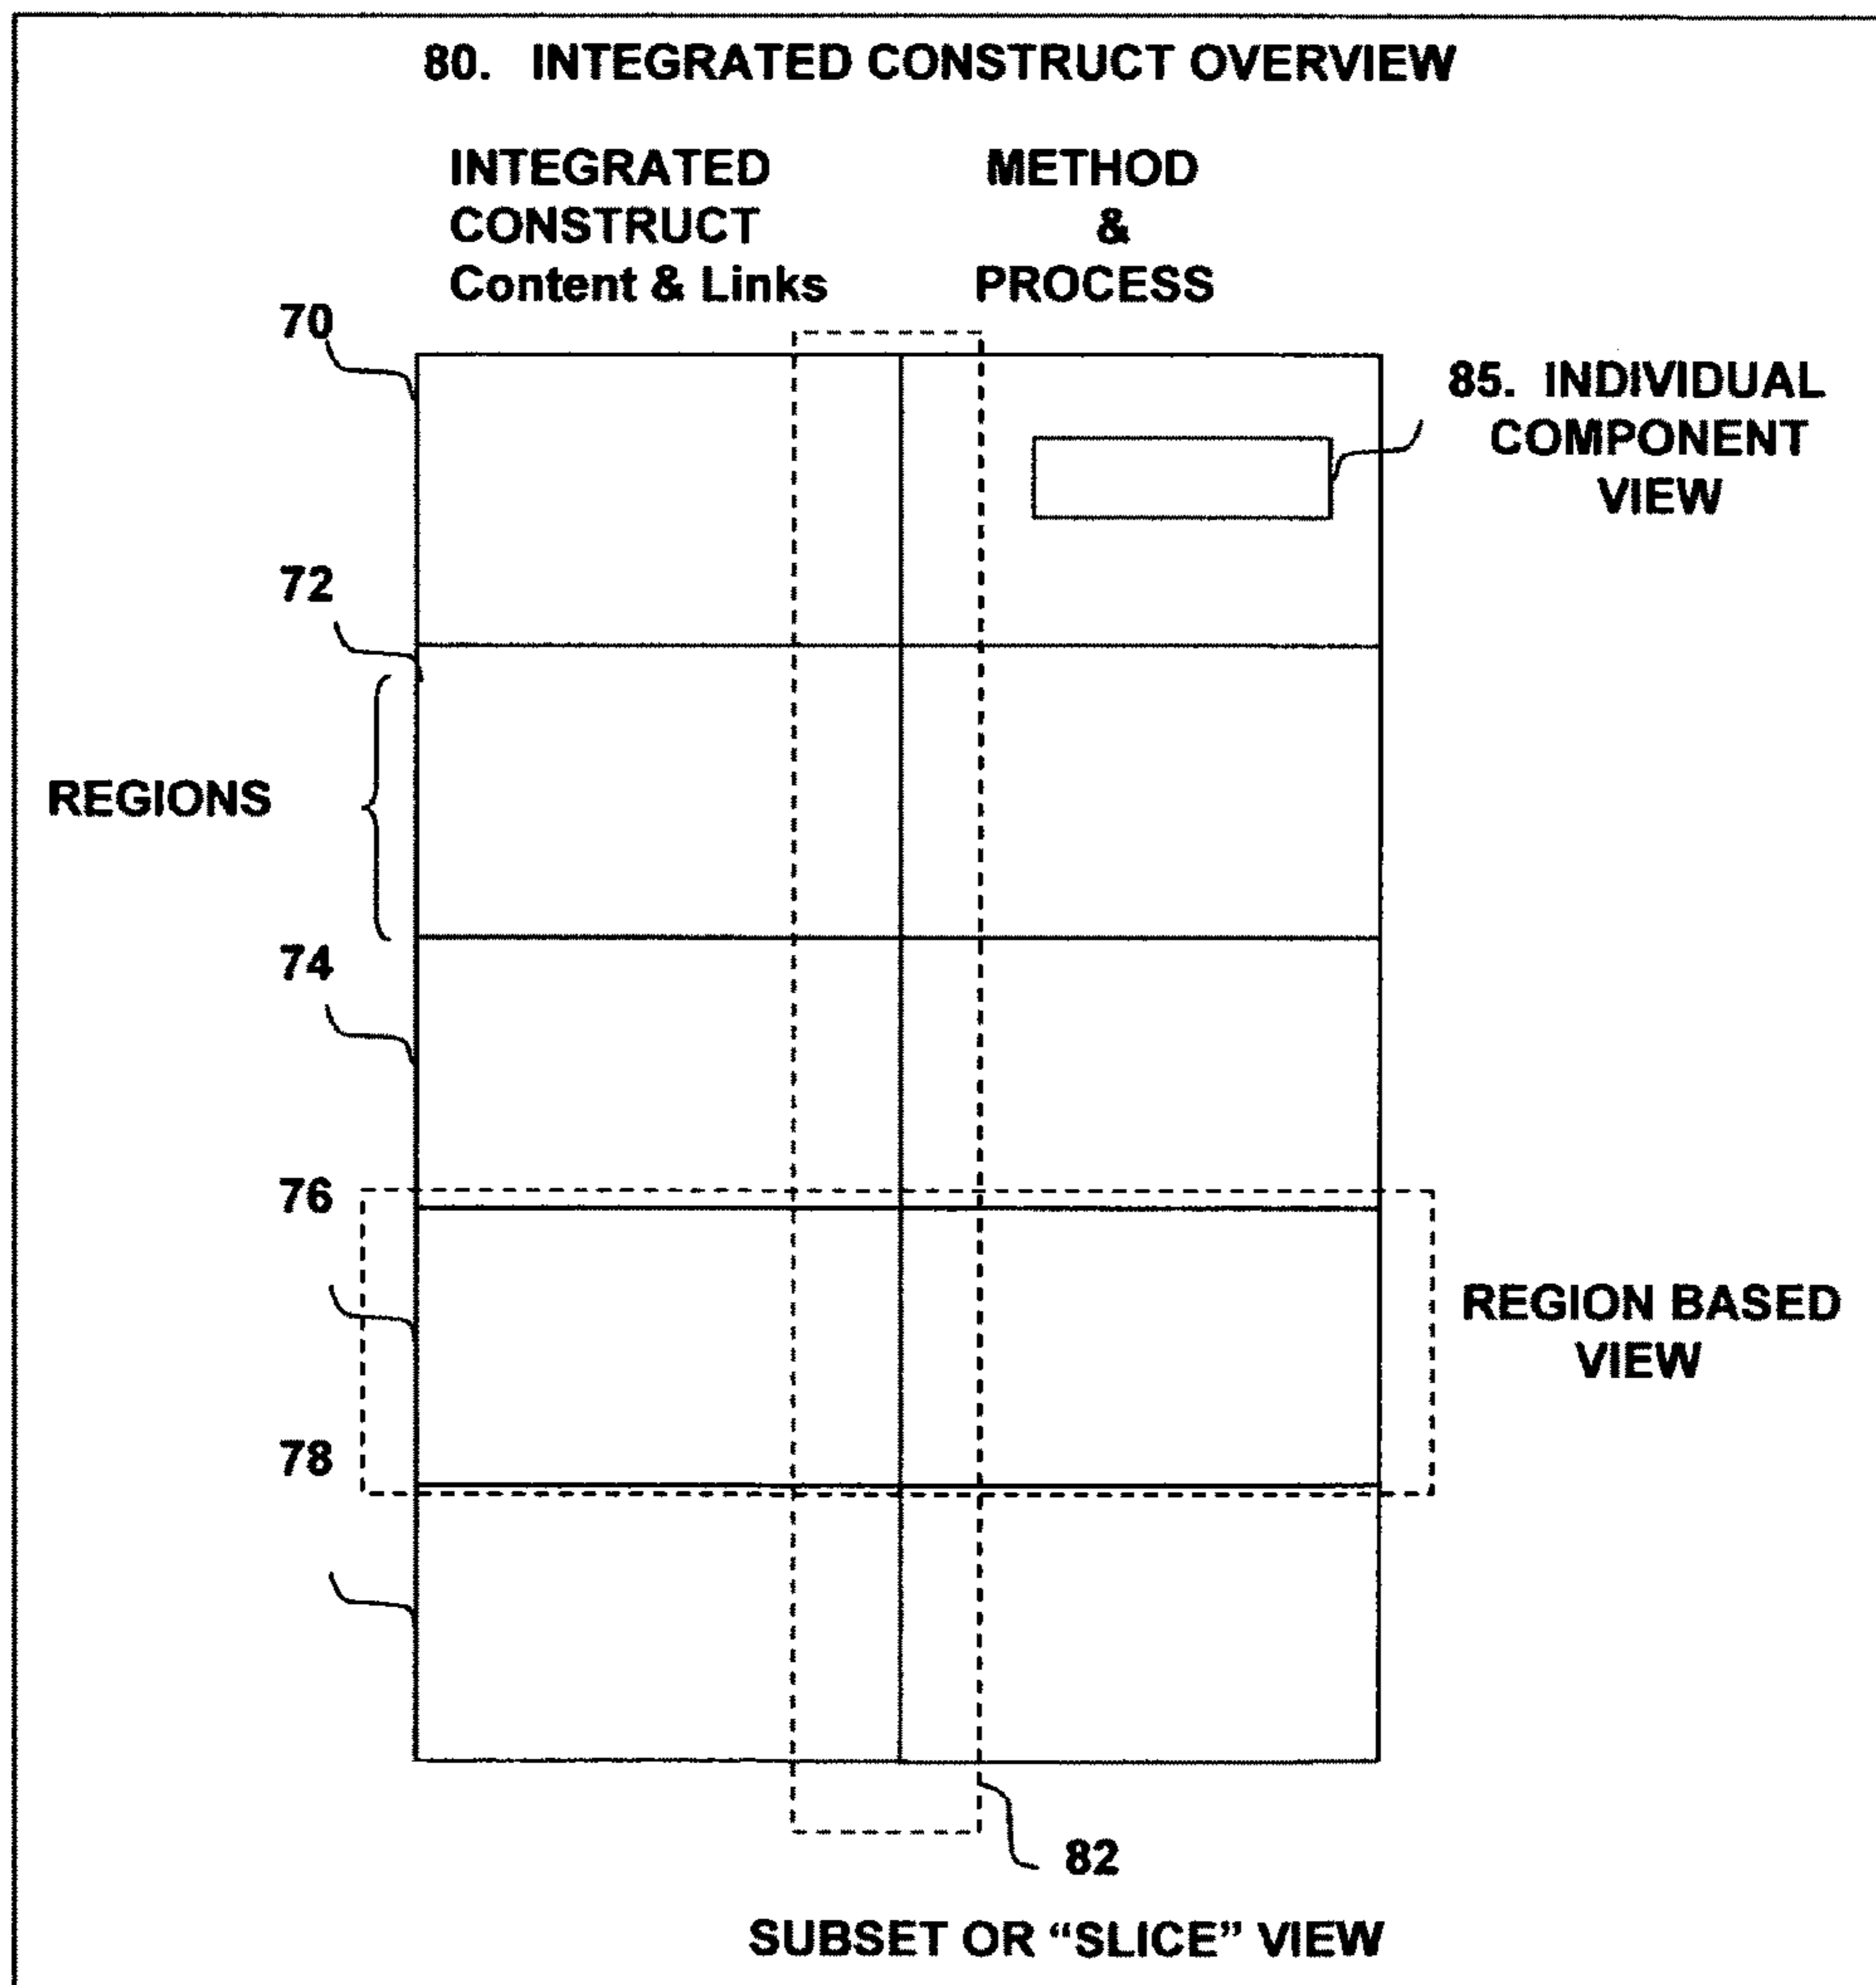 80. INTEGRATED CONSTRUCT OVERVIEW
INTEGRATED
CONSTRUCT
Content & Links
METHOD
&
PROCESS
70
85. INDIVIDUAL
COMPONENT
VIEW
72
REGIONS
74
76
REGION BASED
VIEW
78
82
SUBSET OR “SLICE” VIEW